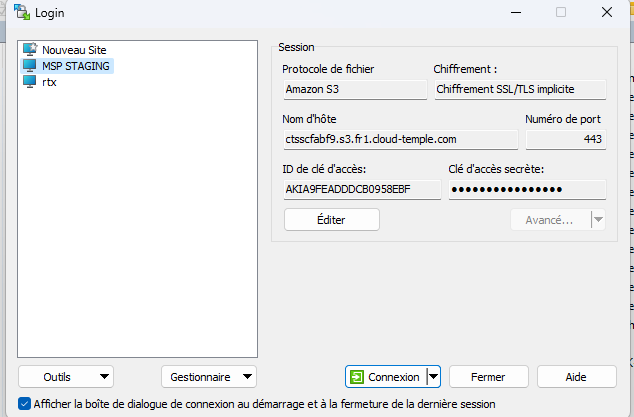 Login
Nouveau Site
MSP STAGING
rtx
Session
Protocole de fichier
Chiffrement :
Amazon S3
Chiffrement SSL/TLS implicite
Nom d'hôte
Numéro de port
ctsscfabf9.s3.fr1.cloud-temple.com
443
ID de clé d'accès:
Clé d'accès secrète:
AKIA9FEADDDCB0958EBF
Éditer
Avancé...
Outils
Gestionnaire
Connexion
Fermer
Aide
Afficher la boîte de dialogue de connexion au démarrage et à la fermeture de la dernière session